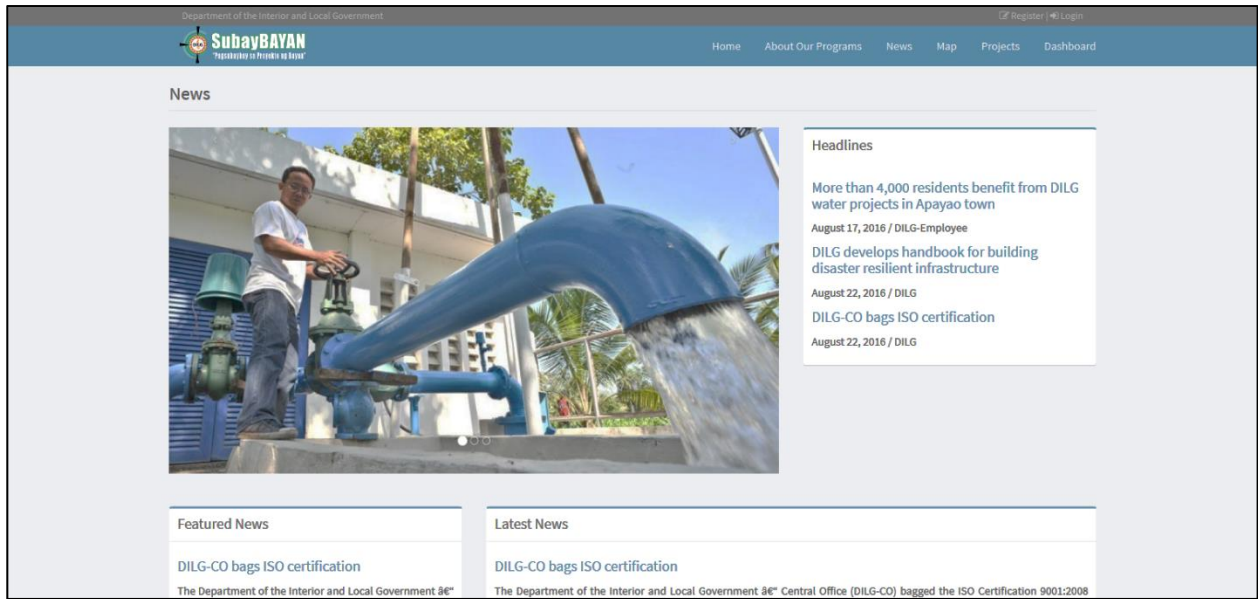 Department of the Interior and Local Government
Register | Login
SubayBAYAN
"Pagsubaybay sa Proyekto ng Bayan"
Home About Our Programs News Map Projects Dashboard
News
Headlines
More than 4,000 residents benefit from DILG
water projects in Apayao town
August 17, 2016 / DILG-Employee
DILG develops handbook for building
disaster resilient infrastructure
August 22, 2016 / DILG
DILG-CO bags ISO certification
August 22, 2016 / DILG
Featured News
DILG-CO bags ISO certification
The Department of the Interior and Local Government â€“
Latest News
DILG-CO bags ISO certification
The Department of the Interior and Local Government â€“ Central Office (DILG-CO) bagged the ISO Certification 9001:2008